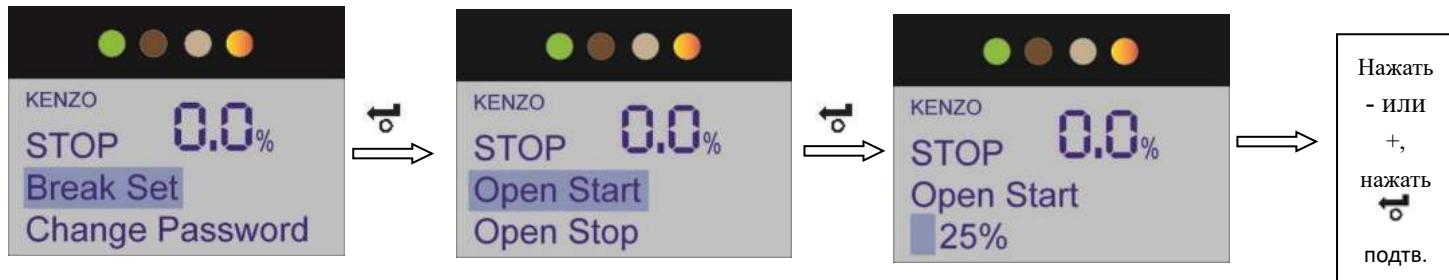 KENZO
0.0%
STOP
Break Set
Change Password
KENZO
0.0%
STOP
Open Start
Open Stop
KENZO
0.0%
STOP
Open Start
25%
Нажать
- или
+,
нажать
подтв.